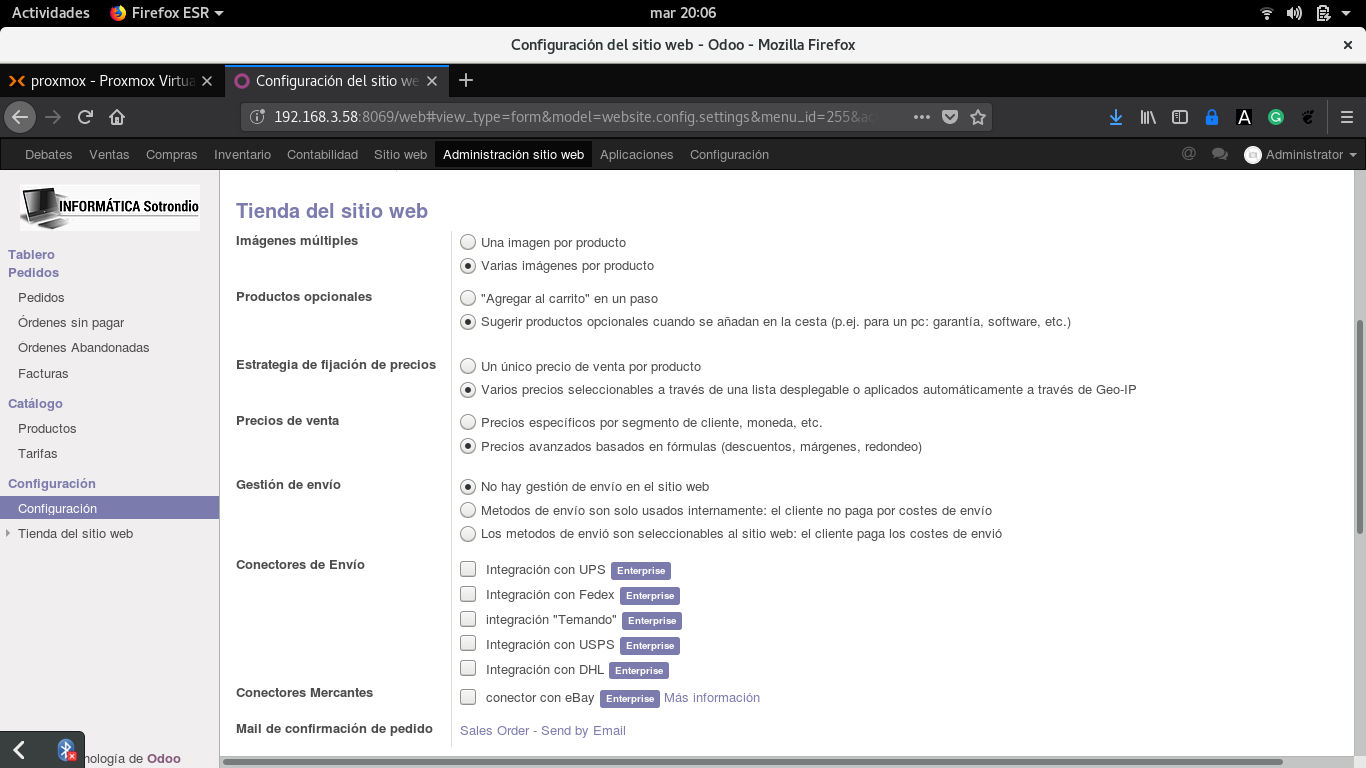 Actividades Firefox ESR mar 20:06
Configuración del sitio web - Odoo - Mozilla Firefox
proxmox - Proxmox Virtua Configuración del sitio we
192.168.3.58:8069/web#view_type=form&model=website.config.settings&menu_id=255&ac
Debates Ventas Compras Inventario Contabilidad Sitio web Administración sitio web Aplicaciones Configuración @ Administrator
INFORMÁTICA Sotrondio
Tablero
Pedidos
Pedidos
Órdenes sin pagar
Ordenes Abandonadas
Facturas
Catálogo
Productos
Tarifas
Configuración
Configuración
Tienda del sitio web
nología de Odoo
Tienda del sitio web
Imágenes múltiples
Una imagen por producto
Varias imágenes por producto
Productos opcionales
"Agregar al carrito" en un paso
Sugerir productos opcionales cuando se añadan en la cesta (p.ej. para un pc: garantía, software, etc.)
Estrategia de fijación de precios
Un único precio de venta por producto
Varios precios seleccionables a través de una lista desplegable o aplicados automáticamente a través de Geo-IP
Precios de venta
Precios específicos por segmento de cliente, moneda, etc.
Precios avanzados basados en fórmulas (descuentos, márgenes, redondeo)
Gestión de envío
No hay gestión de envío en el sitio web
Metodos de envío son solo usados internamente: el cliente no paga por costes de envío
Los metodos de envió son seleccionables al sitio web: el cliente paga los costes de envió
Conectores de Envío
Integración con UPS Enterprise
Integración con Fedex Enterprise
integración "Temando" Enterprise
Integración con USPS Enterprise
Integración con DHL Enterprise
Conectores Mercantes
conector con eBay Enterprise Más información
Mail de confirmación de pedido
Sales Order - Send by Email